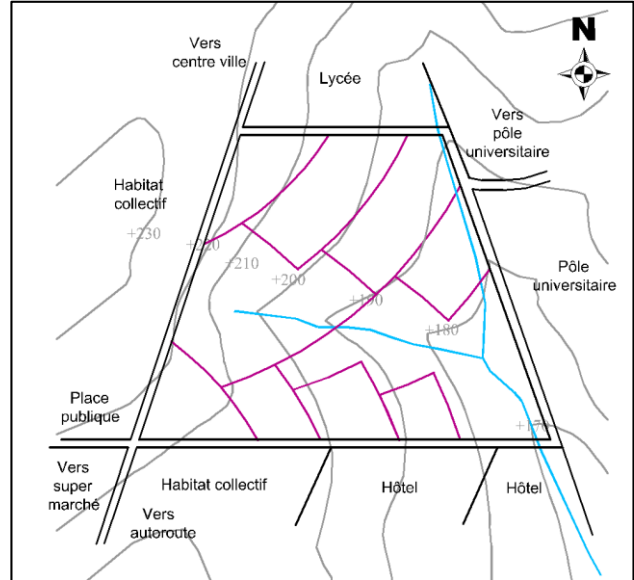 N
Vers
centre ville
Lycée
Vers
pôle
universitaire
Habitat
collectif
+230
+220
+210
+200
+190
+180
Pôle
universitaire
Place
publique
+170
Vers
super
marché
Habitat collectif
Hôtel
Hôtel
Vers
autoroute